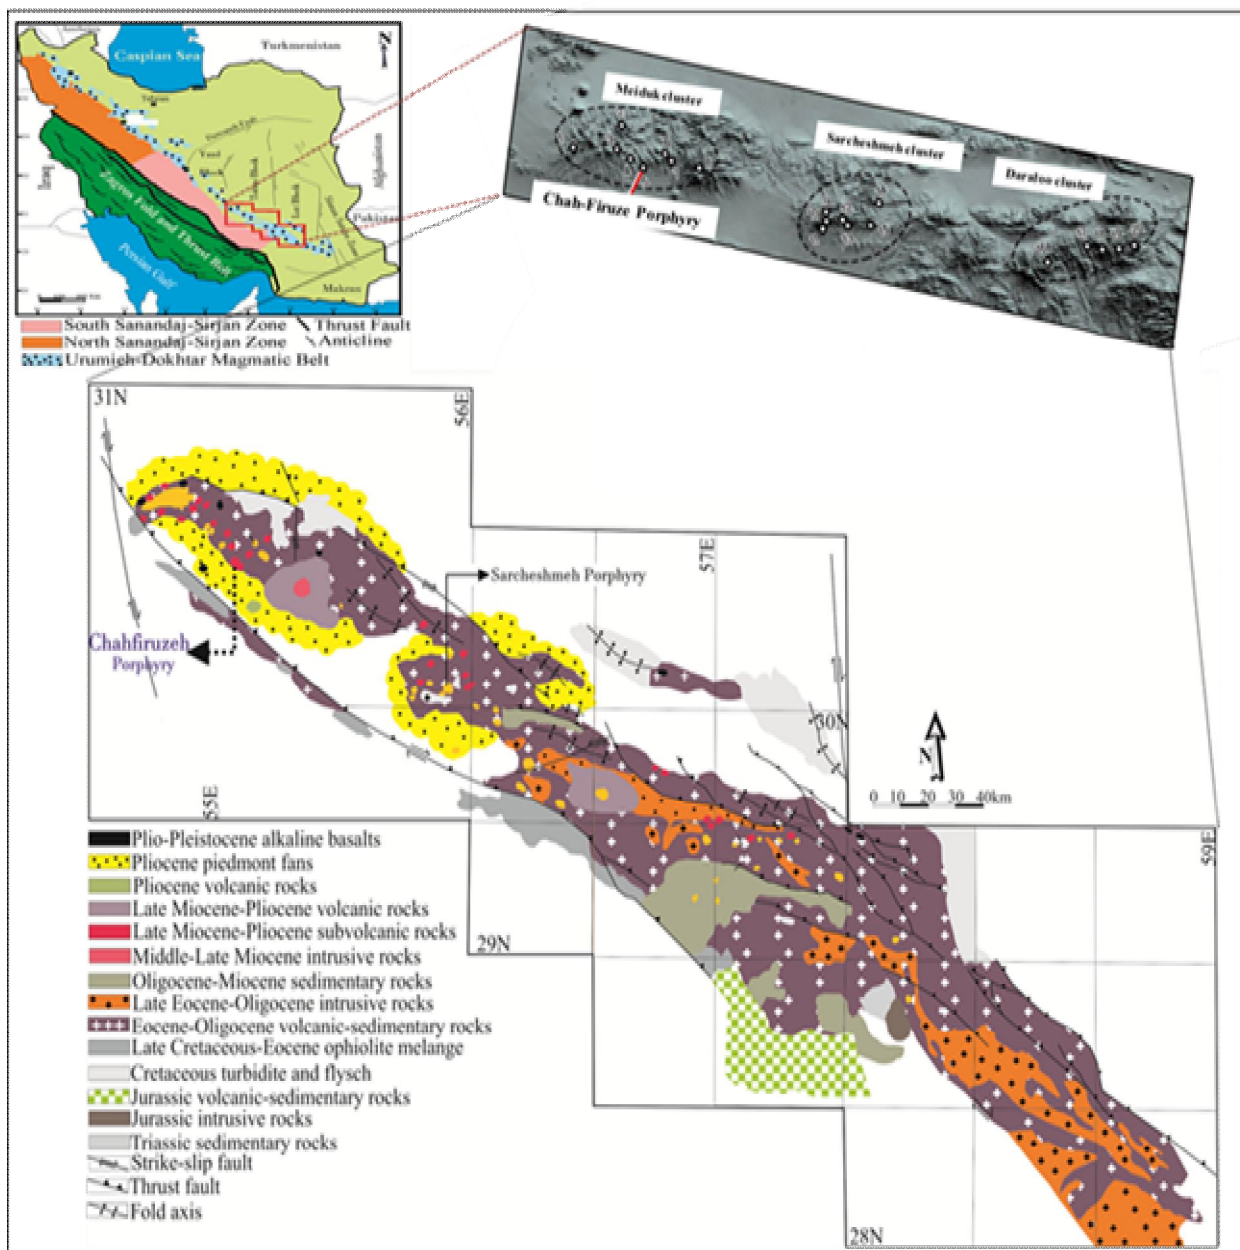 Caspian Sea
Turkmenistan
N
Tehran
Yazd
Iraq
Afghanistan
Pakistan
Lut Block
Zagros Fold and Thrust Belt
Persian Gulf
Makran
South Sanandaj-Sirjan Zone
Thrust Fault
North Sanandaj-Sirjan Zone
Anticline
Urumieh-Dokhtar Magmatic Belt
Meiduk cluster
Sarcheshmeh cluster
Daraloo cluster
Chah-Firuze Porphyry
31N
56E
57E
Sarcheshmeh Porphyry
Chahfiruzeh
Porphyry
30N
N
0 10 20 30 40km
55E
59E
29N
28N
Plio-Pleistocene alkaline basalts
Pliocene piedmont fans
Pliocene volcanic rocks
Late Miocene-Pliocene volcanic rocks
Late Miocene-Pliocene subvolcanic rocks
Middle-Late Miocene intrusive rocks
Oligocene-Miocene sedimentary rocks
Late Eocene-Oligocene intrusive rocks
Eocene-Oligocene volcanic-sedimentary rocks
Late Cretaceous-Eocene ophiolite melange
Cretaceous turbidite and flysch
Jurassic volcanic-sedimentary rocks
Jurassic intrusive rocks
Triassic sedimentary rocks
Strike-slip fault
Thrust fault
Fold axis